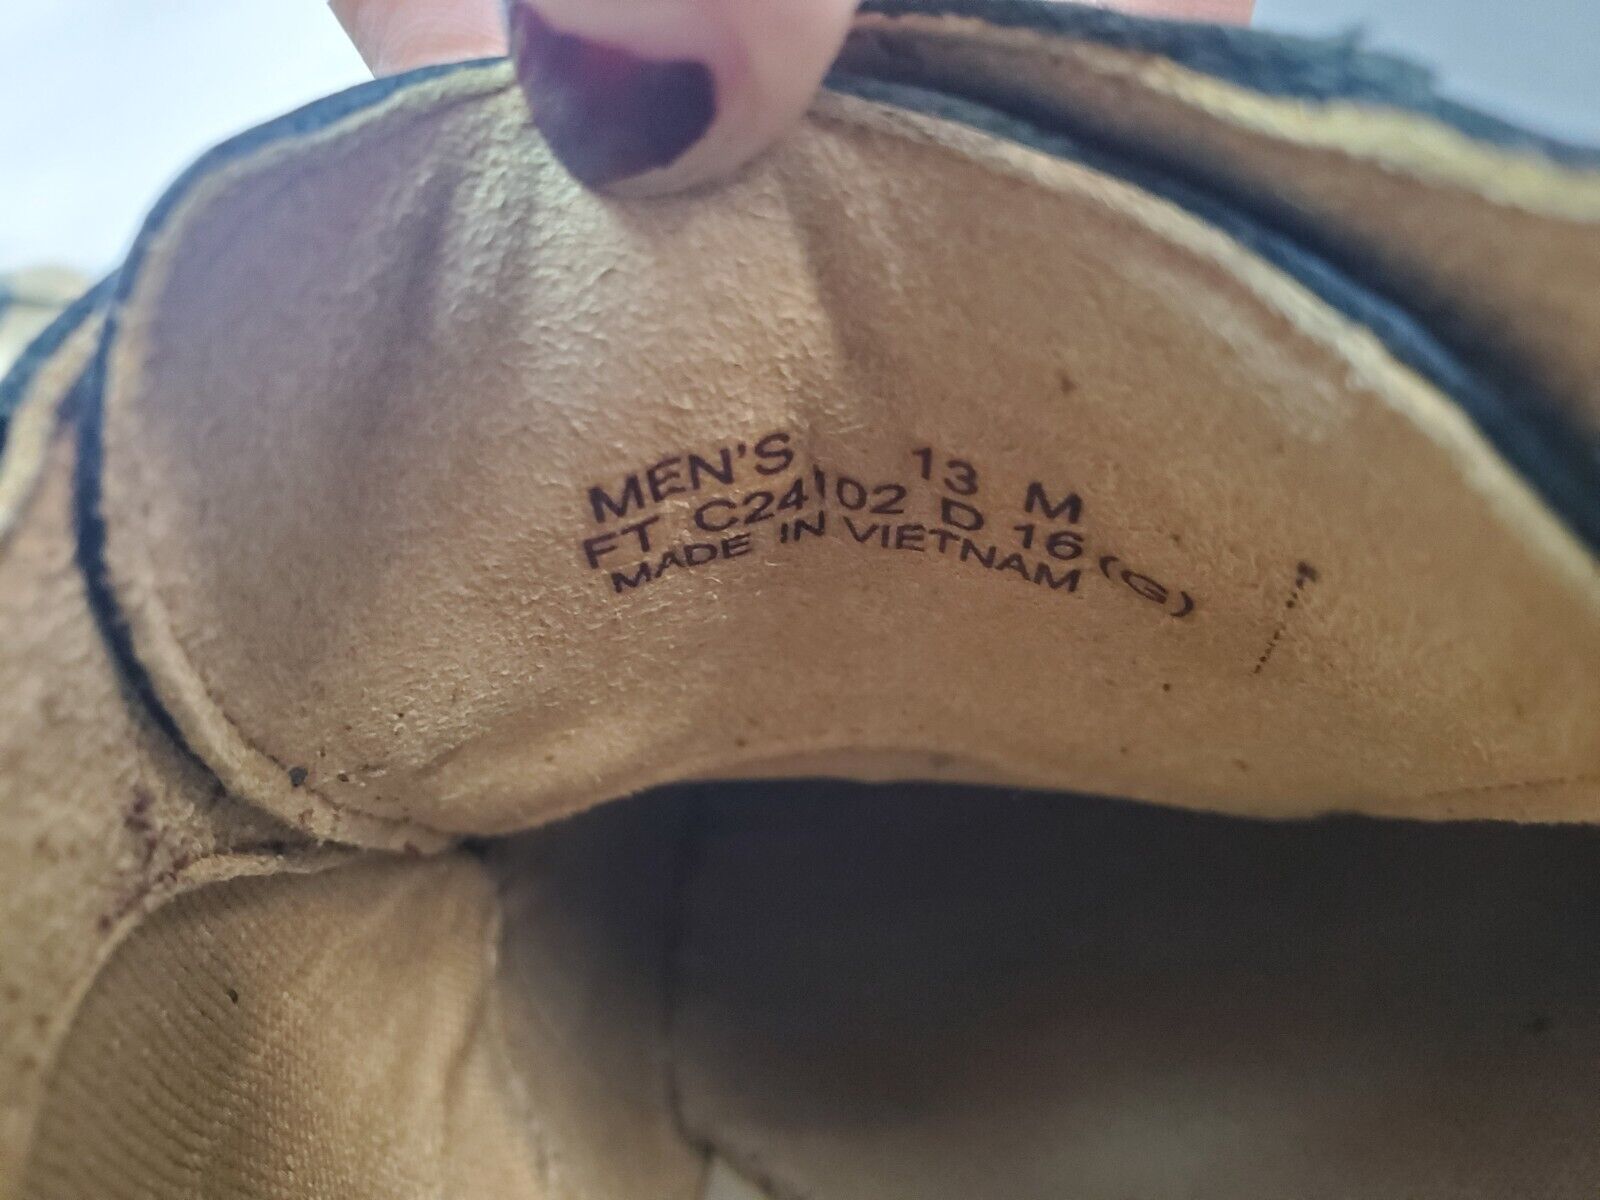 MEN'S 13 M
FT C24102 D 16 (G)
MADE IN VIETNAM